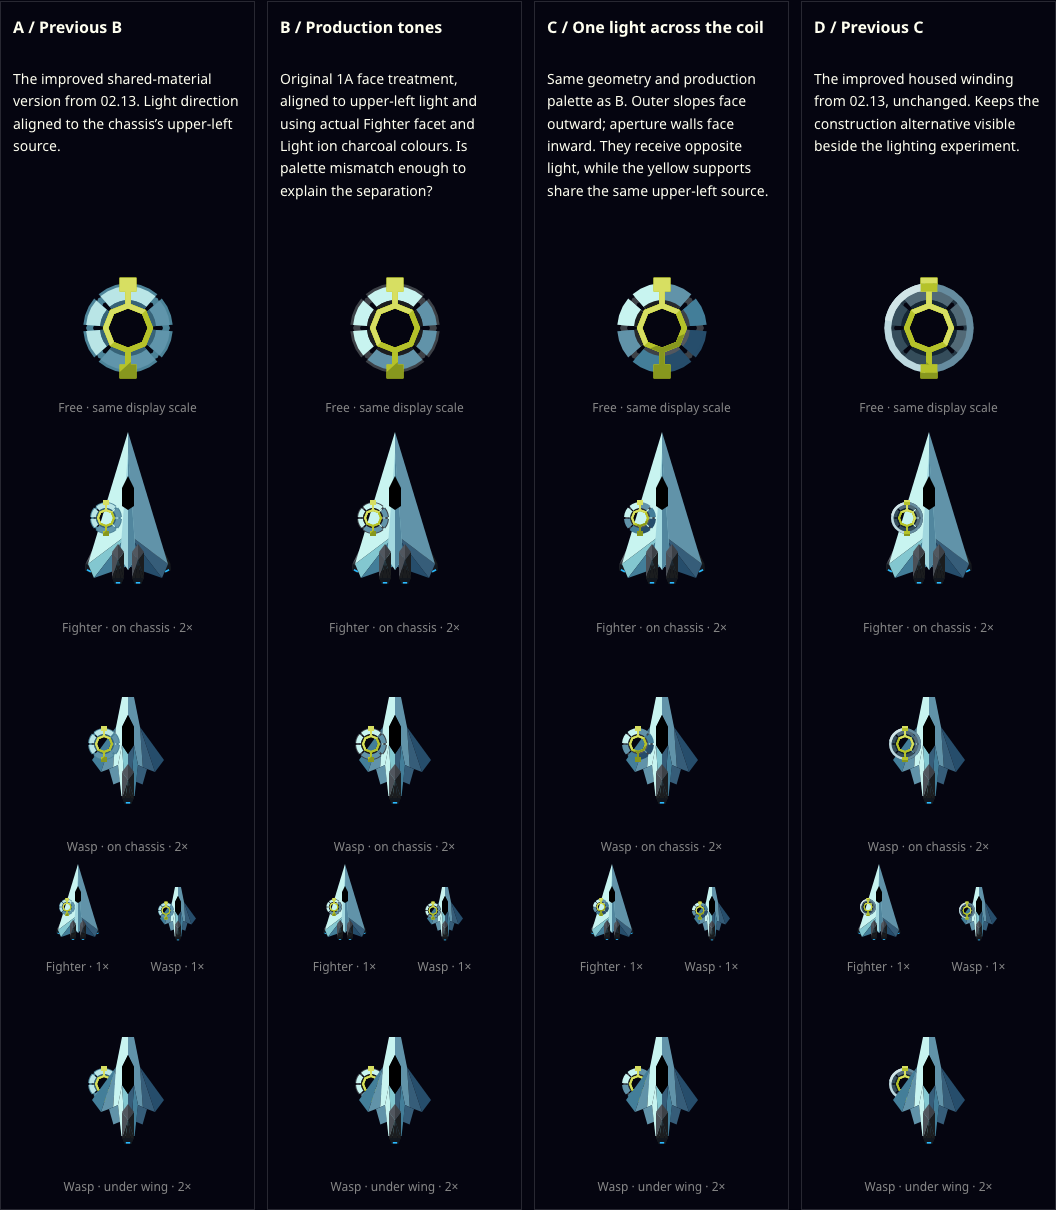 A / Previous B
The improved shared-material
version from 02.13. Light direction
aligned to the chassis’s upper-left
source.
Free · same display scale
Fighter · on chassis · 2×
Wasp · on chassis · 2×
Fighter · 1×
Wasp · 1×
Wasp · under wing · 2×
B / Production tones
Original 1A face treatment,
aligned to upper-left light and
using actual Fighter facet and
Light ion charcoal colours. Is
palette mismatch enough to
explain the separation?
Free · same display scale
Fighter · on chassis · 2×
Wasp · on chassis · 2×
Fighter · 1×
Wasp · 1×
Wasp · under wing · 2×
C / One light across the coil
Same geometry and production
palette as B. Outer slopes face
outward; aperture walls face
inward. They receive opposite
light, while the yellow supports
share the same upper-left source.
Free · same display scale
Fighter · on chassis · 2×
Wasp · on chassis · 2×
Fighter · 1×
Wasp · 1×
Wasp · under wing · 2×
D / Previous C
The improved housed winding
from 02.13, unchanged. Keeps the
construction alternative visible
beside the lighting experiment.
Free · same display scale
Fighter · on chassis · 2×
Wasp · on chassis · 2×
Fighter · 1×
Wasp · 1×
Wasp · under wing · 2×